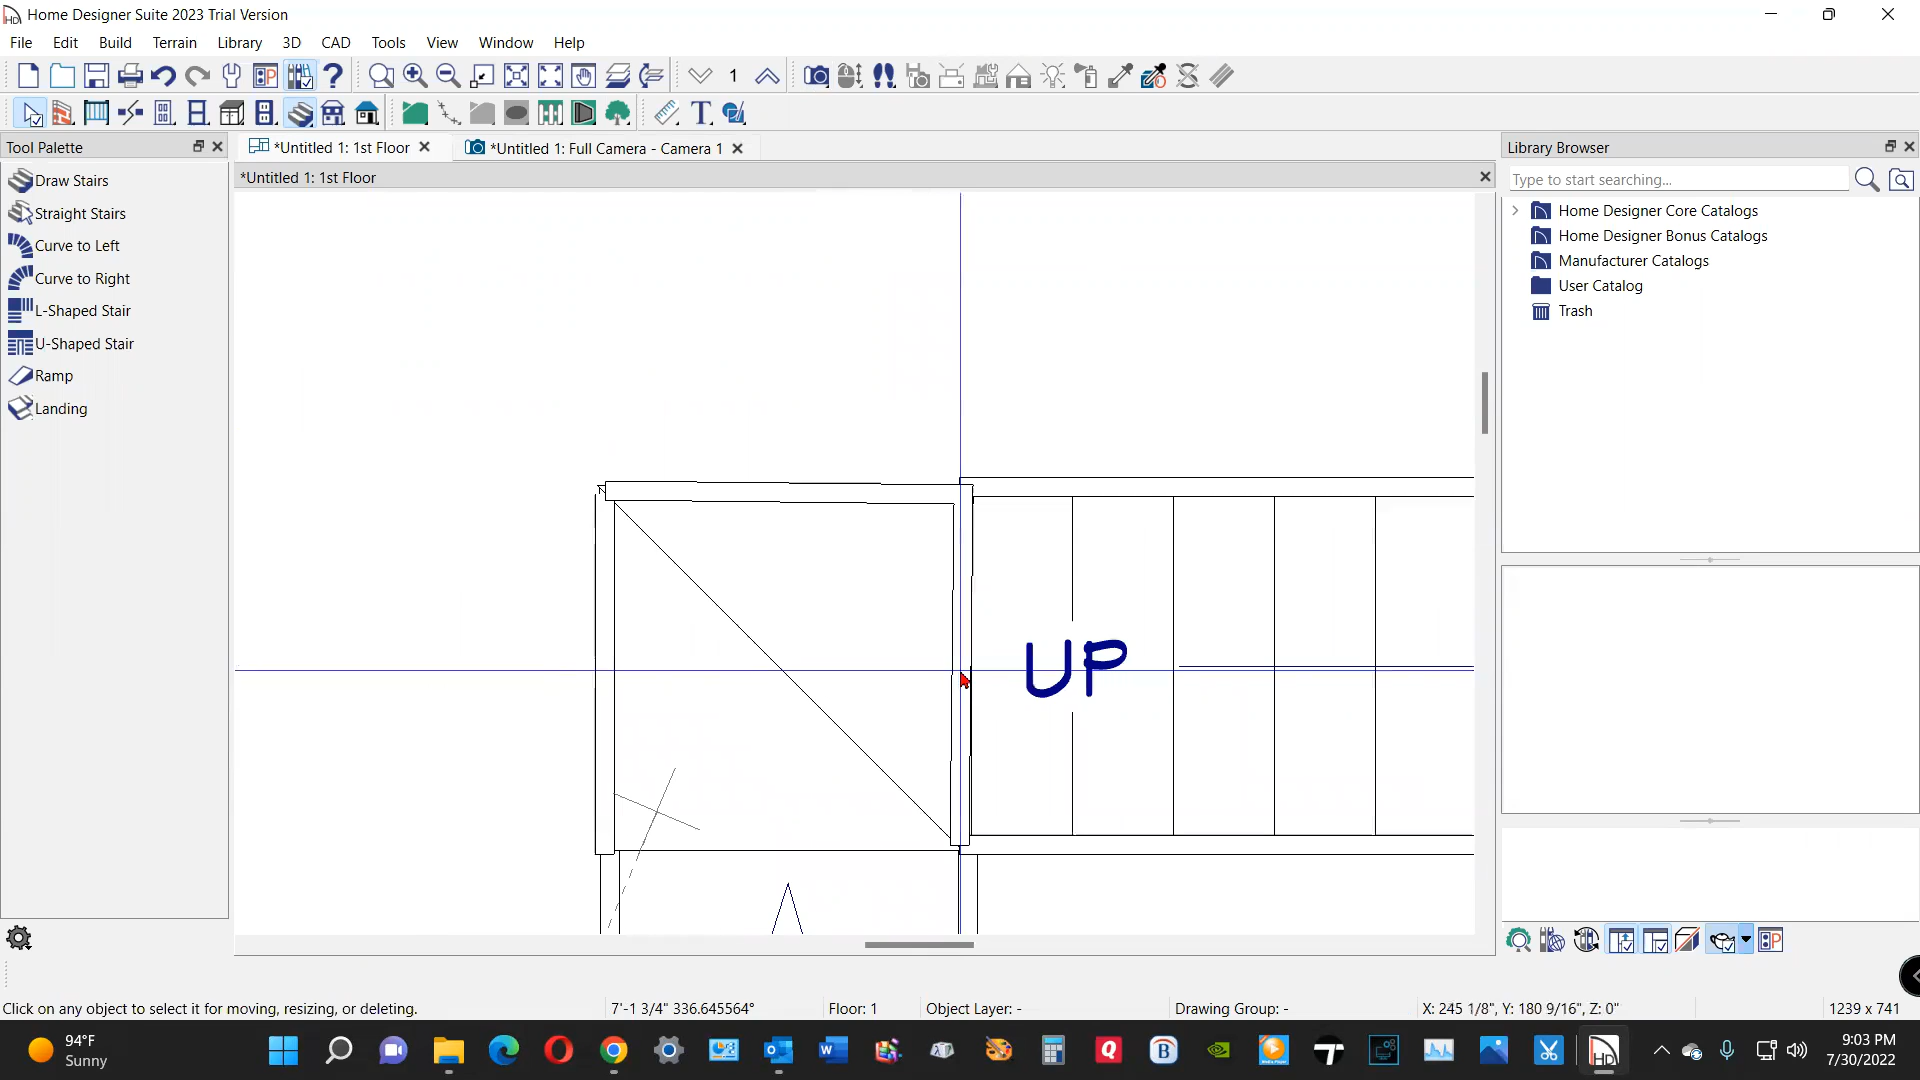 Home Designer Suite 2023 Trial Version
File Edit Build Terrain Library 3D CAD Tools View Window Help
1
Tool Palette
*Untitled 1: 1st Floor
*Untitled 1: Full Camera - Camera 1
Library Browser
*Untitled 1: 1st Floor
Type to start searching...
Draw Stairs
Straight Stairs
Curve to Left
Curve to Right
L-Shaped Stair
U-Shaped Stair
Ramp
Landing
Home Designer Core Catalogs
Home Designer Bonus Catalogs
Manufacturer Catalogs
User Catalog
Trash
UP
Click on any object to select it for moving, resizing, or deleting.
7'-1 3/4" 336.645564°
Floor: 1
Object Layer: -
Drawing Group: -
X: 245 1/8", Y: 180 9/16", Z: 0"
1239 x 741
94°F
Sunny
9:03 PM
7/30/2022